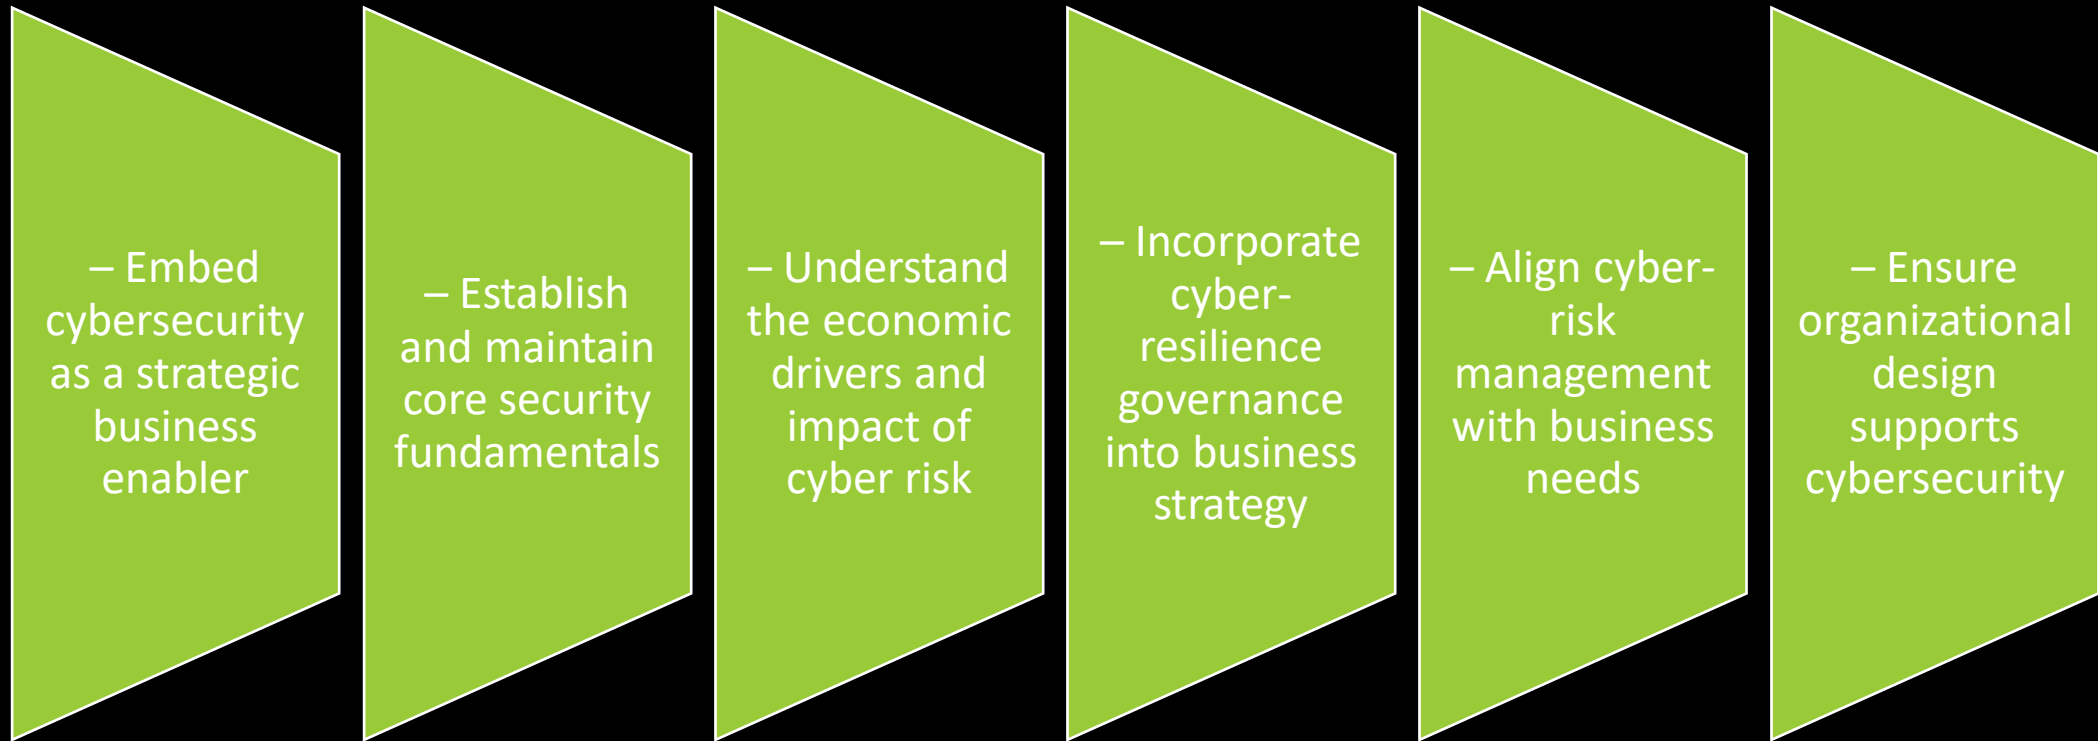 – Embed
cybersecurity
as a strategic
business
enabler
– Establish
and maintain
core security
fundamentals
– Understand
the economic
drivers and
impact of
cyber risk
– Incorporate
cyber-
resilience
governance
into business
strategy
– Align cyber-
risk
management
with business
needs
– Ensure
organizational
design
supports
cybersecurity